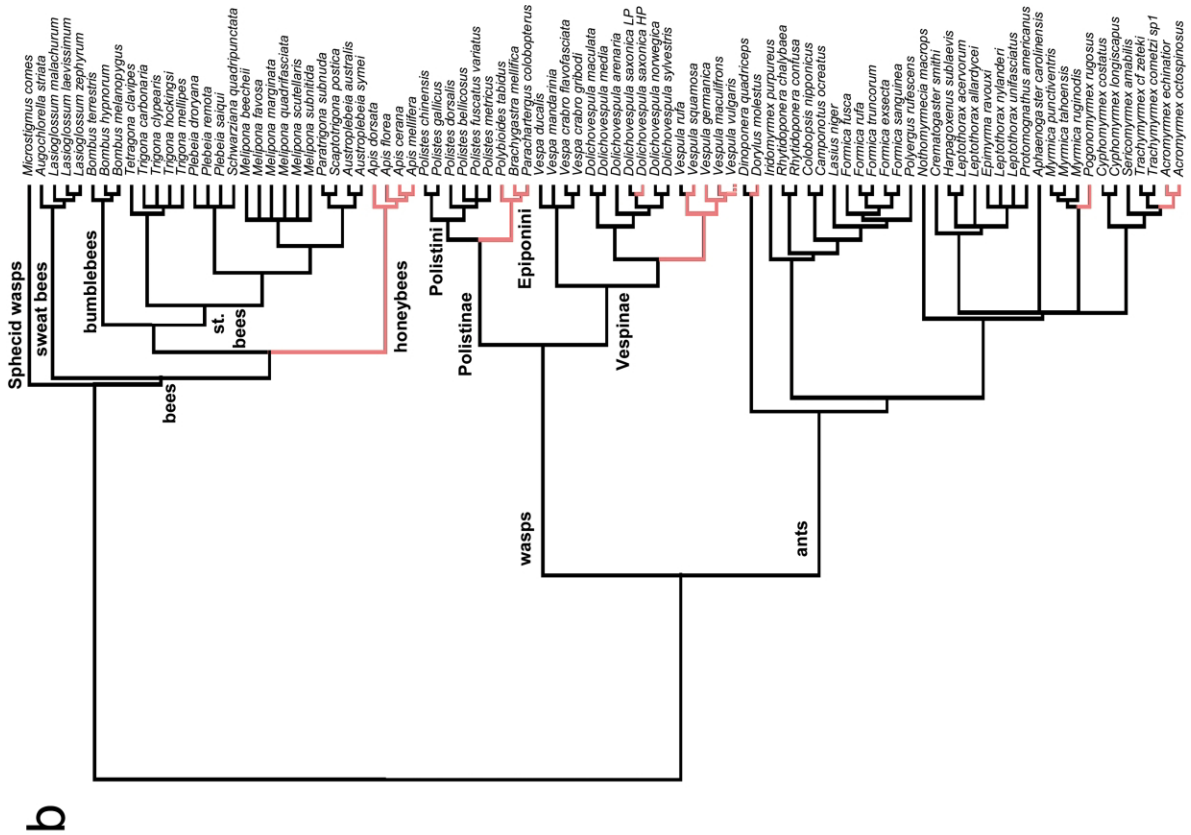 b
Microstigmus comes
Augochlorella striata
Lasioglossum malachurum
Lasioglossum laevissimum
Lasioglossum zephyrum
Bombus terrestris
Bombus hypnorum
Bombus melanopygus
Tetragona clavipes
Trigona carbonaria
Trigona clypearis
Trigona hockingsi
Trigona mellipes
Plebeia droryana
Plebeia remota
Plebeia saiqui
Schwarziana quadripunctata
Melipona beecheii
Melipona favosa
Melipona marginata
Melipona quadrifasciata
Melipona scutellaris
Melipona subnitida
Paratrigona subnuda
Scaptotrigona postica
Austroplebeia australis
Austroplebeia symei
Apis dorsata
Apis florea
Apis cerana
Apis mellifera
Polistes chinensis
Polistes gallicus
Polistes dorsalis
Polistes bellicosus
Polistes fuscatus variatus
Polistes metricus
Polybioides tabidus
Brachygastra mellifica
Parachartergus colobopterus
Vespa ducalis
Vespa mandarinia
Vespa crabro flavofasciata
Vespa crabro gribodi
Dolichovespula maculata
Dolichovespula media
Dolichovespula arenaria
Dolichovespula saxonica LP
Dolichovespula saxonica HP
Dolichovespula norwegica
Dolichovespula sylvestris
Vespula rufa
Vespula squamosa
Vespula germanica
Vespula maculifrons
Vespula vulgaris
Dinoponera quadriceps
Dorylus molestus
Iridomyrmex purpureus
Rhytidoponera chalybaea
Rhytidoponera confusa
Colobopsis nipponicus
Camponotus ocreatus
Lasius niger
Formica fusca
Formica rufa
Formica truncorum
Formica exsecta
Formica sanguinea
Polyergus rufescens
Nothomyrmecia macrops
Crematogaster smithi
Harpagoxenus sublaevis
Leptothorax acervorum
Leptothorax allardycei
Epimyrma ravouxi
Leptothorax nylanderi
Leptothorax unifasciatus
Protomognathus americanus
Aphaenogaster carolinensis
Myrmica punctiventris
Myrmica tahoensis
Myrmica ruginodis
Pogonomyrmex rugosus
Cyphomyrmex costatus
Cyphomyrmex longiscapus
Sericomyrmex amabilis
Trachymyrmex cf zeteki
Trachymyrmex cometzi sp1
Acromyrmex echinatior
Acromyrmex octospinosus
Sphecid wasps
sweat bees
bumblebees
st.
bees
bees
honeybees
Polistini
Polistinae
Epiponini
Vespinae
wasps
ants